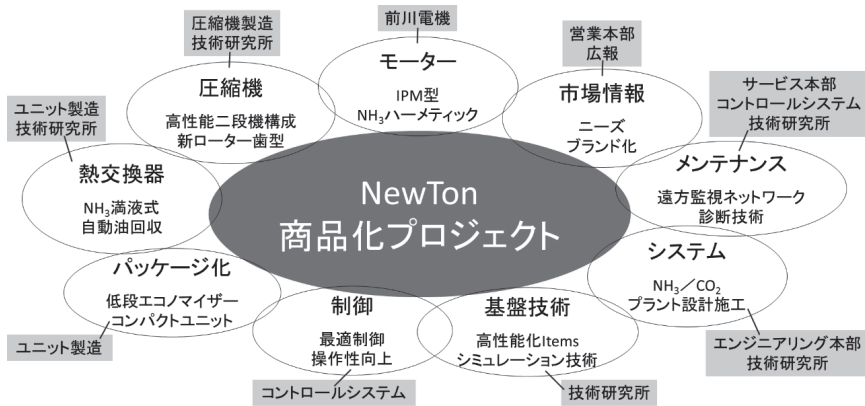 圧縮機製造
技術研究所
圧縮機
高性能二段機構成
新ローター歯型
前川電機
モーター
IPM型
NH₃ハーメティック
営業本部
広報
市場情報
ニーズ
ブランド化
サービス本部
コントロールシステム
技術研究所
メンテナンス
遠方監視ネットワーク
診断技術
ユニット製造
技術研究所
熱交換器
NH₃満液式
自動油回収
NewTon
商品化プロジェクト
システム
NH₃／CO₂
プラント設計施工
エンジニアリング本部
技術研究所
パッケージ化
低段エコノマイザー
コンパクトユニット
ユニット製造
制御
最適制御
操作性向上
コントロールシステム
基盤技術
高性能化Items
シミュレーション技術
技術研究所